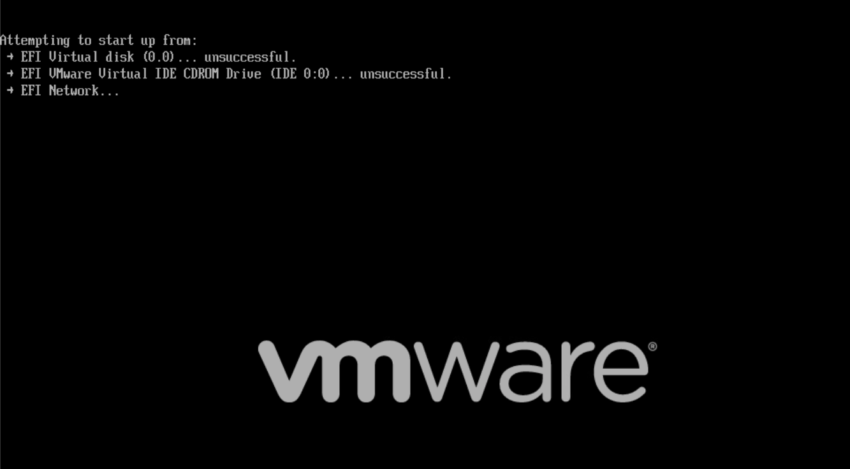 Attempting to start up from:
→ EFI Virtual disk (0.0)... unsuccessful.
→ EFI VMware Virtual IDE CDROM Drive (IDE 0:0)... unsuccessful.
→ EFI Network...
vmware®